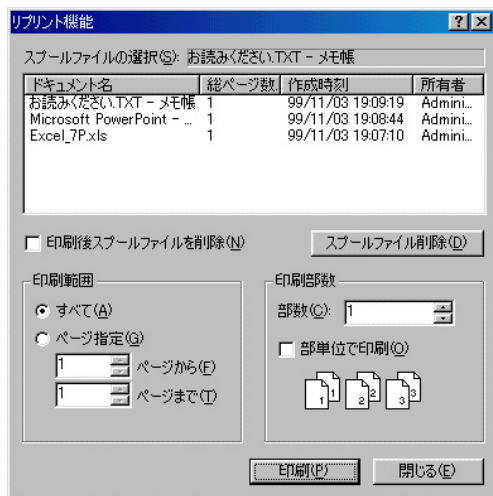 リプリント機能
スプールファイルの選択(S): お読みください.TXT - メモ帳
ドキュメント名 総ページ数 作成時刻 所有者
お読みください.TXT - メモ帳 1 99/11/03 19:09:19 Admini...
Microsoft PowerPoint - ... 1 99/11/03 19:08:44 Admini...
Excel_7P.xls 1 99/11/03 19:07:10 Admini...
印刷後スプールファイルを削除(N) スプールファイル削除(D)
印刷範囲
すべて(A)
ページ指定(G)
1 ページから(F)
1 ページまで(T)
印刷部数
部数(C): 1
部単位で印刷(O)
1 1 2 2 3 3
印刷(P) 閉じる(E)